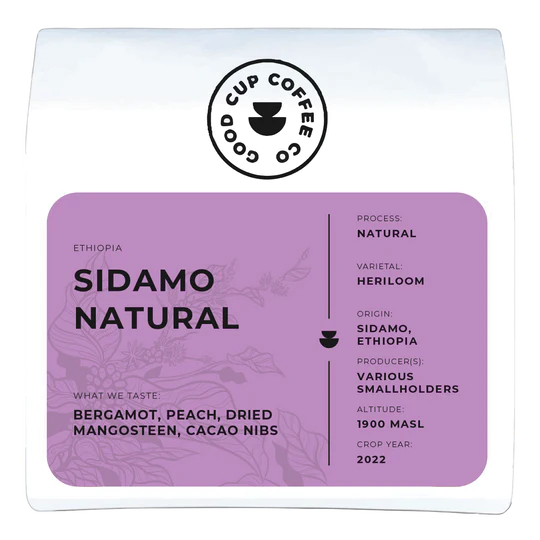 GOOD CUP COFFEE CO
ETHIOPIA
SIDAMO
NATURAL
WHAT WE TASTE:
BERGAMOT, PEACH, DRIED
MANGOSTEEN, CACAO NIBS
PROCESS:
NATURAL
VARIETAL:
HERILOOM
ORIGIN:
SIDAMO,
ETHIOPIA
PRODUCER(S):
VARIOUS
SMALLHOLDERS
ALTITUDE:
1900 MASL
CROP YEAR:
2022